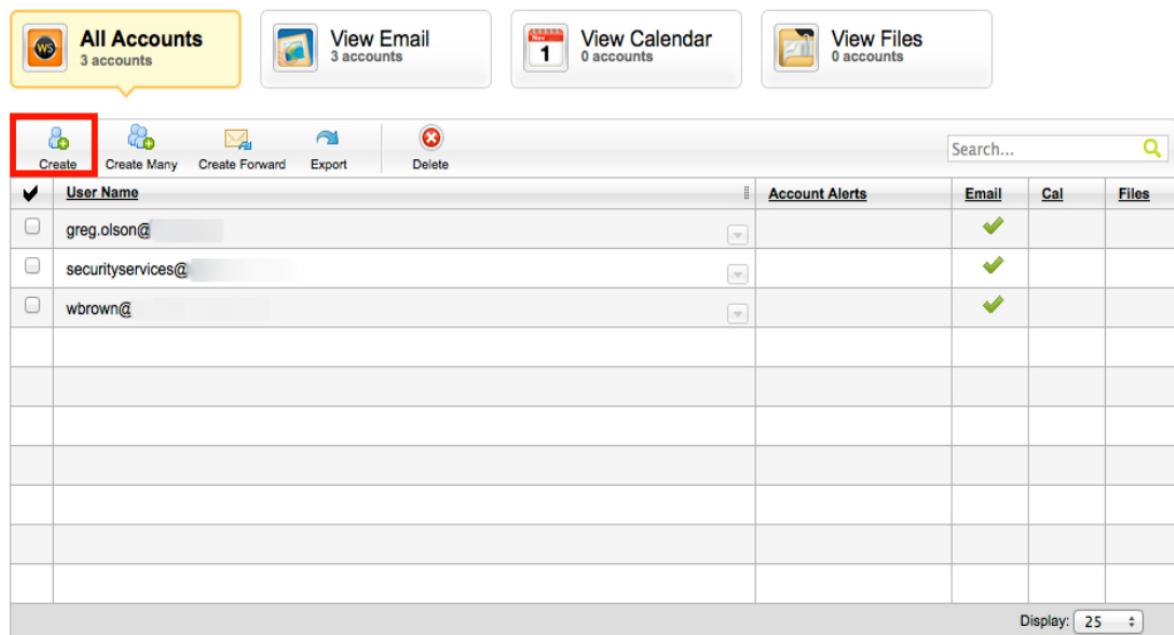 WS All Accounts View Email View Calendar View Files
3 accounts 3 accounts Nov 1 0 accounts 0 accounts
Create Create Many Create Forward Export Delete Search...
User Name Account Alerts Email Cal Files
greg.olson@
securityservices@
wbrown@
Display: 25